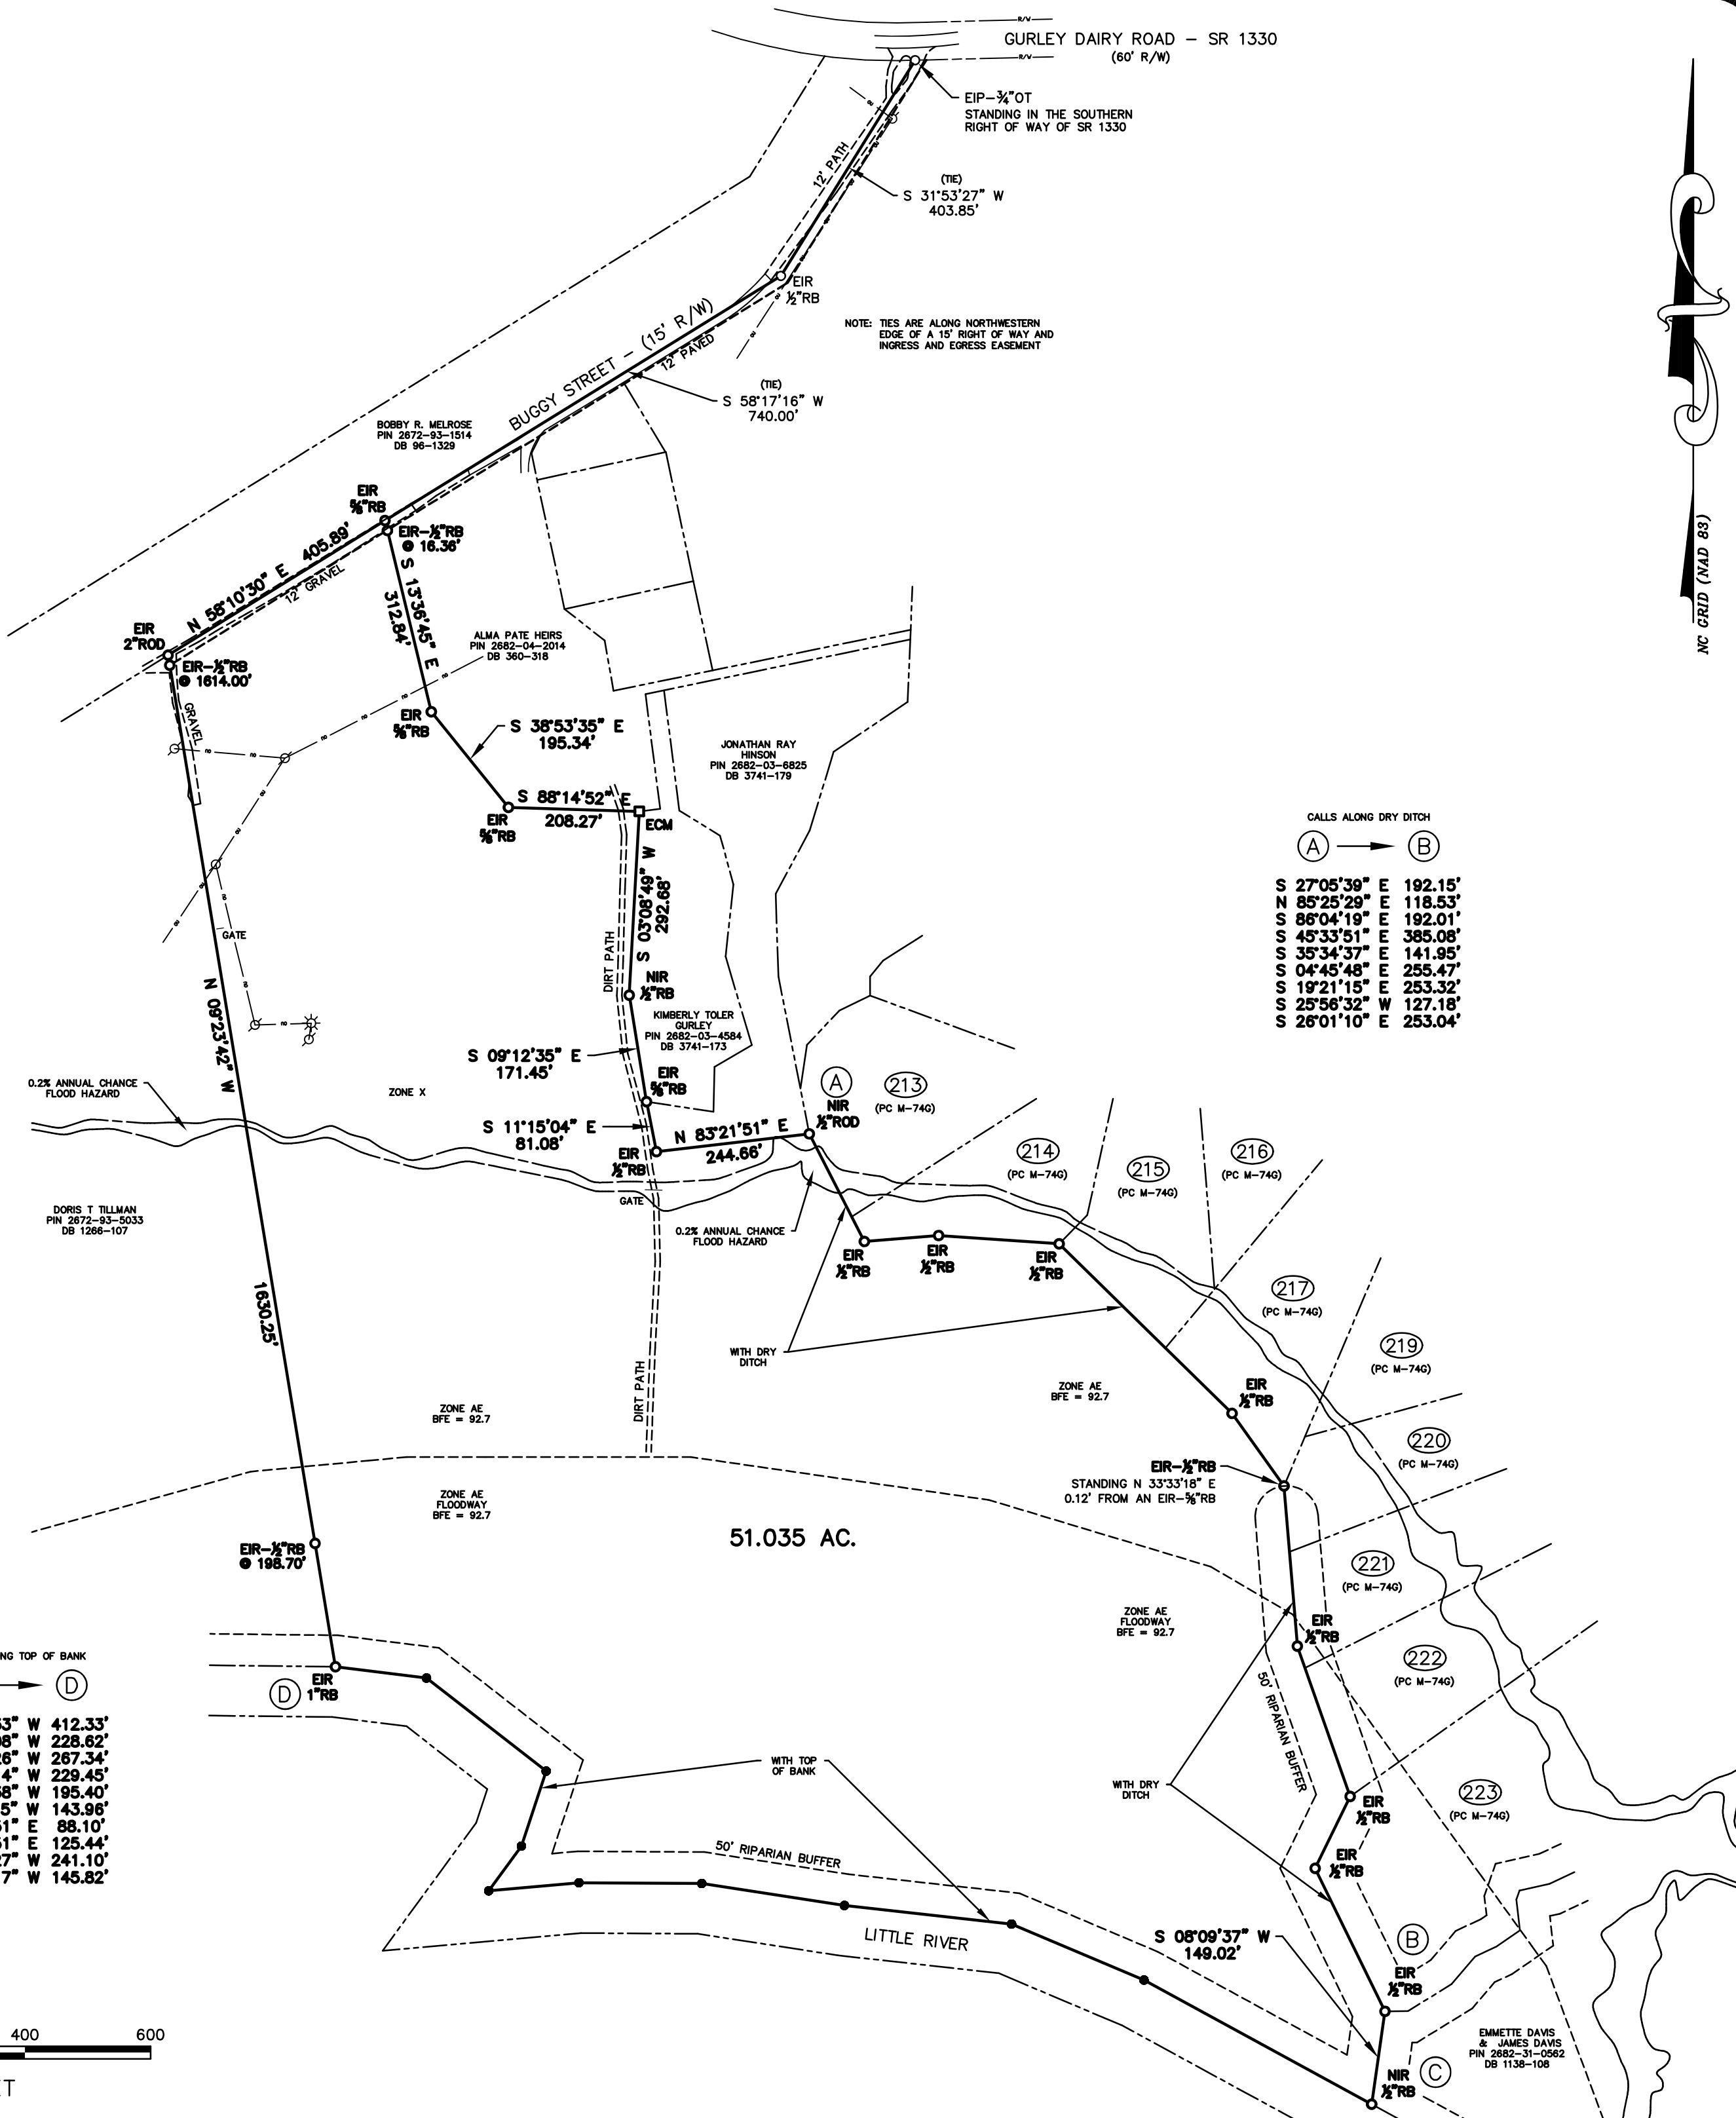 GURLEY DAIRY ROAD - SR 1330
(60' R/W)
R/W
R/W
EIP-¾"OT
STANDING IN THE SOUTHERN
RIGHT OF WAY OF SR 1330
12' PATH
(TIE)
S 31°53'27" W
403.85'
EIR
½"RB
NOTE: TIES ARE ALONG NORTHWESTERN
EDGE OF A 15' RIGHT OF WAY AND
INGRESS AND EGRESS EASEMENT
BUGGY STREET - (15' R/W)
12' PAVED
(TIE)
S 58°17'16" W
740.00'
BOBBY R. MELROSE
PIN 2672-93-1514
DB 96-1329
NC GRID (NAD 83)
EIR
⅝"RB
EIR-½"RB
@ 16.36'
N 58°10'30" E 405.89'
12' GRAVEL
S 13°36'45" E
312.84'
EIR
2"ROD
EIR-½"RB
@ 1614.00'
GRAVEL
ALMA PATE HEIRS
PIN 2682-04-2014
DB 360-318
EIR
⅝"RB
S 38°53'35" E
195.34'
JONATHAN RAY
HINSON
PIN 2682-03-6825
DB 3741-179
S 88°14'52" E
208.27'
EIR
⅝"RB
ECM
S 03°08'49" W
292.68'
DIRT PATH
GATE
N 09°23'42" W
1630.25'
NIR
½"RB
KIMBERLY TOLER
GURLEY
PIN 2682-03-4584
DB 3741-173
S 09°12'35" E
171.45'
EIR
⅝"RB
S 11°15'04" E
81.08'
EIR
½"RB
N 83°21'51" E
244.66'
GATE
CALLS ALONG DRY DITCH
A B
S 27°05'39" E 192.15'
N 85°25'29" E 118.53'
S 86°04'19" E 192.01'
S 45°33'51" E 385.08'
S 35°34'37" E 141.95'
S 04°45'48" E 255.47'
S 19°21'15" E 253.32'
S 25°56'32" W 127.18'
S 26°01'10" E 253.04'
0.2% ANNUAL CHANCE
FLOOD HAZARD
ZONE X
A
NIR
½"ROD
213
(PC M-74G)
214
(PC M-74G)
215
(PC M-74G)
216
(PC M-74G)
217
(PC M-74G)
219
(PC M-74G)
220
(PC M-74G)
221
(PC M-74G)
222
(PC M-74G)
223
(PC M-74G)
DORIS T TILLMAN
PIN 2672-93-5033
DB 1266-107
0.2% ANNUAL CHANCE
FLOOD HAZARD
EIR
½"RB
EIR
½"RB
EIR
½"RB
WITH DRY
DITCH
DIRT PATH
ZONE AE
BFE = 92.7
ZONE AE
BFE = 92.7
EIR
½"RB
EIR-½"RB
STANDING N 33°33'18" E
0.12' FROM AN EIR-⅝"RB
ZONE AE
FLOODWAY
BFE = 92.7
51.035 AC.
EIR-½"RB
@ 198.70'
ZONE AE
FLOODWAY
BFE = 92.7
EIR
½"RB
50' RIPARIAN BUFFER
NG TOP OF BANK
D
3" W 412.33'
8" W 228.62'
6" W 267.34'
4" W 229.45'
8" W 195.40'
5" W 143.96'
1" E 88.10'
1" E 125.44'
7" W 241.10'
7" W 145.82'
D
EIR
1"RB
WITH TOP
OF BANK
WITH DRY
DITCH
EIR
½"RB
EIR
½"RB
50' RIPARIAN BUFFER
LITTLE RIVER
S 08°09'37" W
149.02'
B
EIR
½"RB
NIR
½"RB
C
EMMETTE DAVIS
& JAMES DAVIS
PIN 2682-31-0562
DB 1138-108
400 600
ET